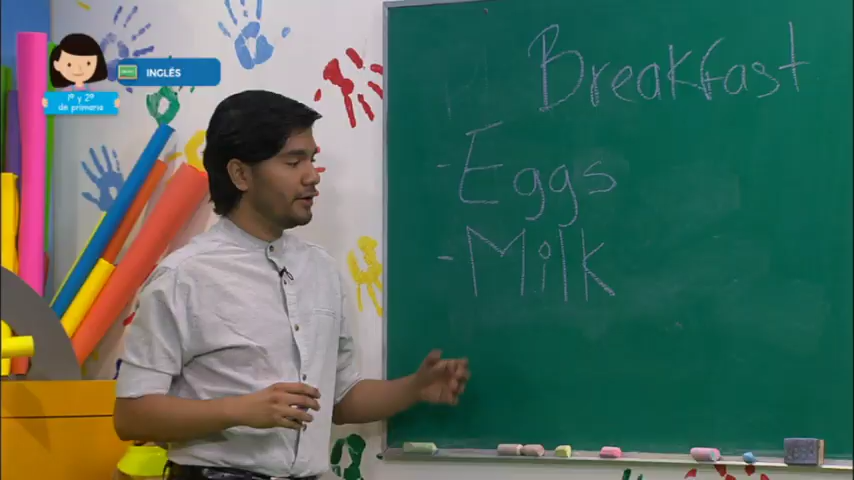 INGLÉS
1º y 2º
de primaria
Breakfast
- Eggs
- Milk